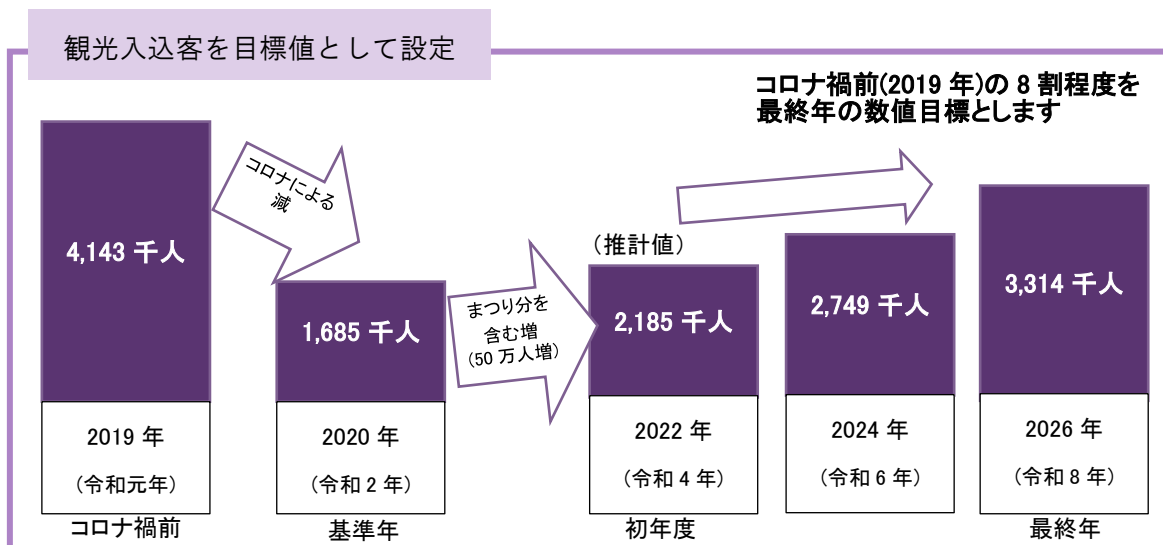 観光入込客を目標値として設定
コロナ禍前(2019 年)の 8 割程度を
最終年の数値目標とします
コロナによる
減
4,143 千人
1,685 千人
まつり分を
含む増
(50 万人増)
(推計値)
2,185 千人
2,749 千人
3,314 千人
2019 年
(令和元年)
コロナ禍前
2020 年
(令和 2 年)
基準年
2022 年
(令和 4 年)
初年度
2024 年
(令和 6 年)
2026 年
(令和 8 年)
最終年